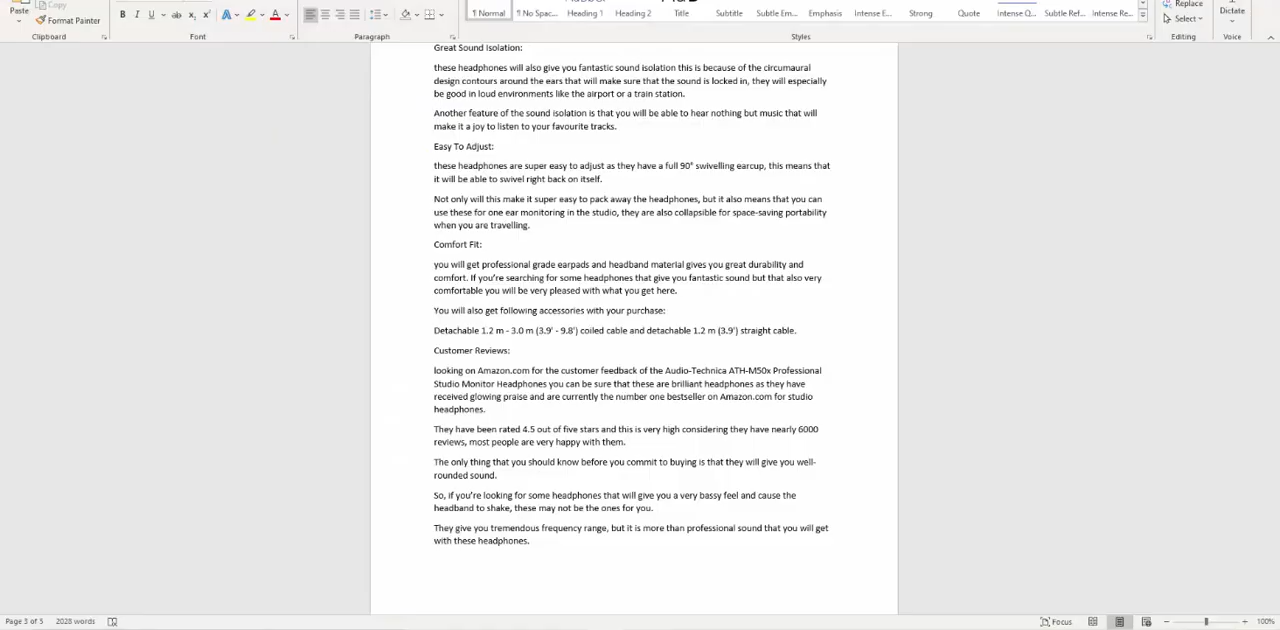 Copy
Replace
Paste
Format Painter
B I U ab x₂ x² A A
Select
Dictate
¶ Normal ¶ No Spac... Heading 1 Heading 2 Title Subtitle Subtle Em... Emphasis Intense E... Strong Quote Intense Q... Subtle Ref... Intense Re...
Clipboard Font Paragraph Styles Editing Voice
Great Sound Isolation:
these headphones will also give you fantastic sound isolation this is because of the circumaural
design contours around the ears that will make sure that the sound is locked in, they will especially
be good in loud environments like the airport or a train station.
Another feature of the sound isolation is that you will be able to hear nothing but music that will
make it a joy to listen to your favourite tracks.
Easy To Adjust:
these headphones are super easy to adjust as they have a full 90° swivelling earcup, this means that
it will be able to swivel right back on itself.
Not only will this make it super easy to pack away the headphones, but it also means that you can
use these for one ear monitoring in the studio, they are also collapsible for space-saving portability
when you are travelling.
Comfort Fit:
you will get professional grade earpads and headband material gives you great durability and
comfort. If you're searching for some headphones that give you fantastic sound but that also very
comfortable you will be very pleased with what you get here.
You will also get following accessories with your purchase:
Detachable 1.2 m - 3.0 m (3.9' - 9.8') coiled cable and detachable 1.2 m (3.9') straight cable.
Customer Reviews:
looking on Amazon.com for the customer feedback of the Audio-Technica ATH-M50x Professional
Studio Monitor Headphones you can be sure that these are brilliant headphones as they have
received glowing praise and are currently the number one bestseller on Amazon.com for studio
headphones.
They have been rated 4.5 out of five stars and this is very high considering they have nearly 6000
reviews, most people are very happy with them.
The only thing that you should know before you commit to buying is that they will give you well-
rounded sound.
So, if you're looking for some headphones that will give you a very bassy feel and cause the
headband to shake, these may not be the ones for you.
They give you tremendous frequency range, but it is more than professional sound that you will get
with these headphones.
Page 5 of 5 2028 words Focus 100%